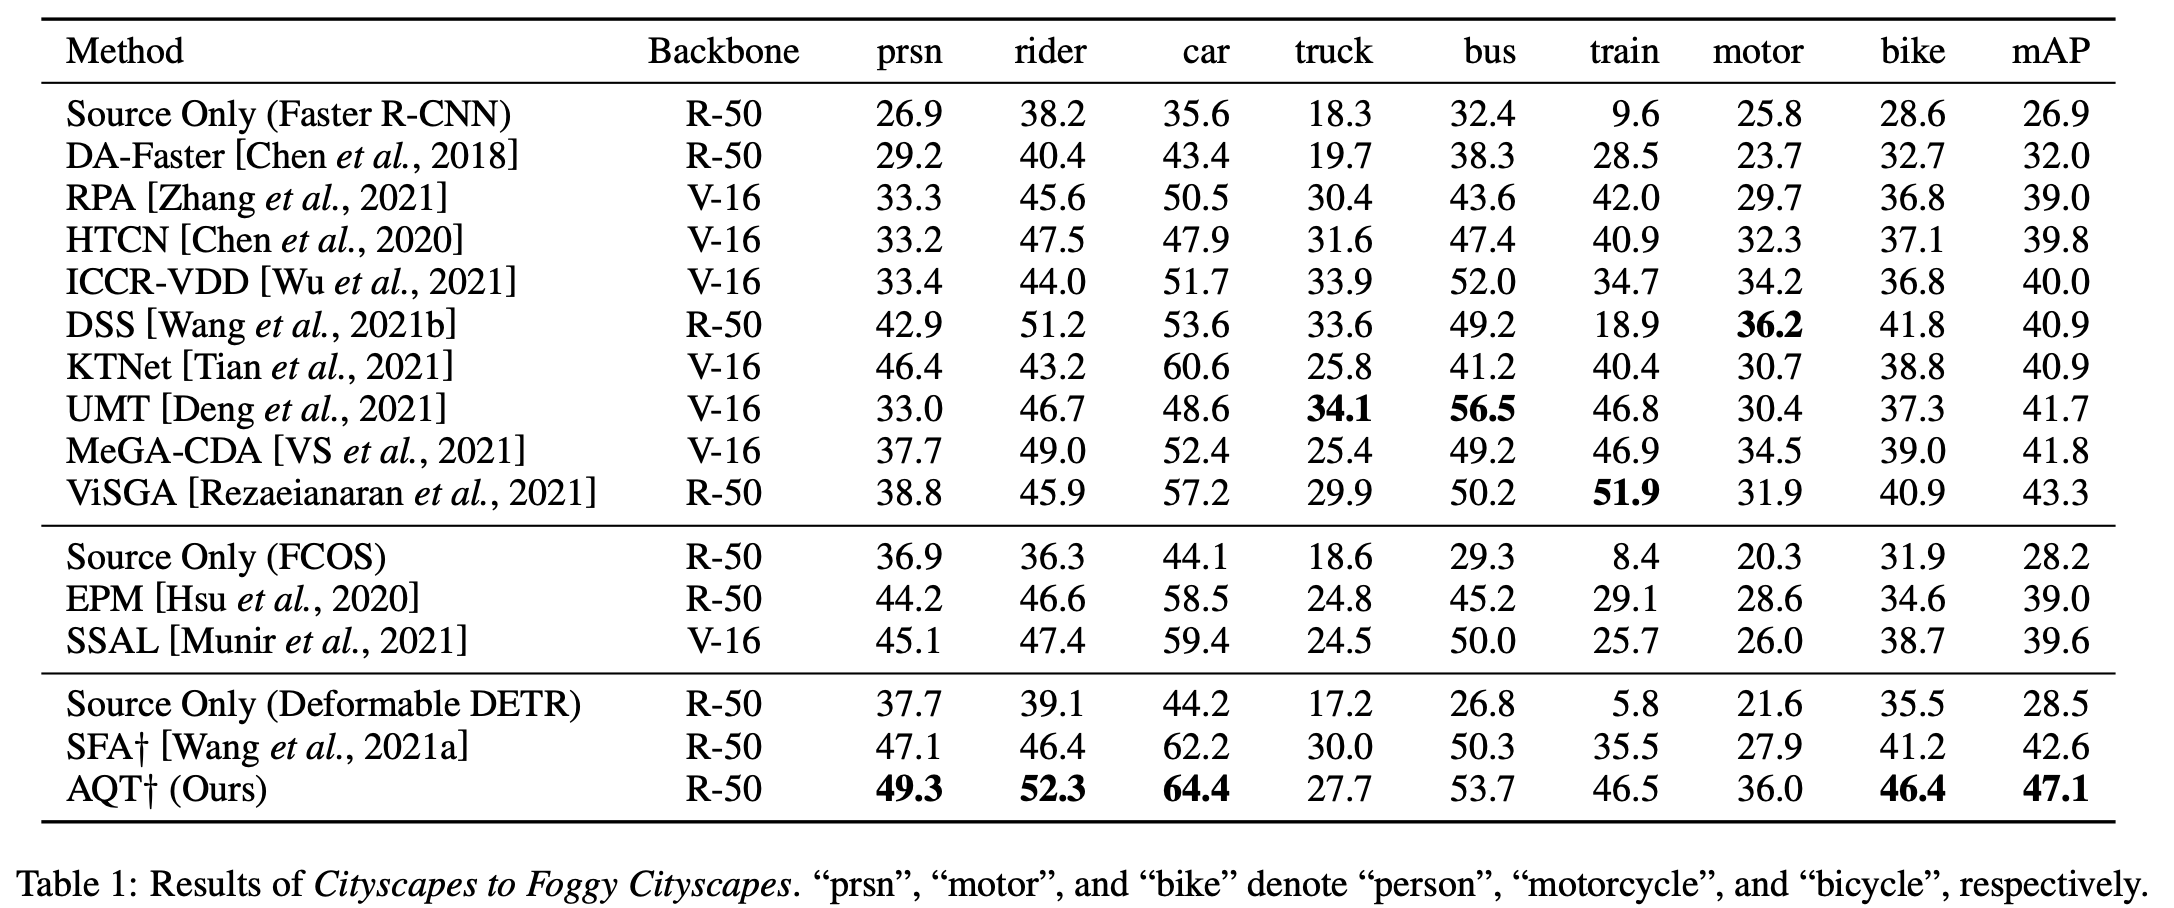 Method Backbone prsn rider car truck bus train motor bike mAP
Source Only (Faster R-CNN) R-50 26.9 38.2 35.6 18.3 32.4 9.6 25.8 28.6 26.9
DA-Faster [Chen et al., 2018] R-50 29.2 40.4 43.4 19.7 38.3 28.5 23.7 32.7 32.0
RPA [Zhang et al., 2021] V-16 33.3 45.6 50.5 30.4 43.6 42.0 29.7 36.8 39.0
HTCN [Chen et al., 2020] V-16 33.2 47.5 47.9 31.6 47.4 40.9 32.3 37.1 39.8
ICCR-VDD [Wu et al., 2021] V-16 33.4 44.0 51.7 33.9 52.0 34.7 34.2 36.8 40.0
DSS [Wang et al., 2021b] R-50 42.9 51.2 53.6 33.6 49.2 18.9 36.2 41.8 40.9
KTNet [Tian et al., 2021] V-16 46.4 43.2 60.6 25.8 41.2 40.4 30.7 38.8 40.9
UMT [Deng et al., 2021] V-16 33.0 46.7 48.6 34.1 56.5 46.8 30.4 37.3 41.7
MeGA-CDA [VS et al., 2021] V-16 37.7 49.0 52.4 25.4 49.2 46.9 34.5 39.0 41.8
ViSGA [Rezaeianaran et al., 2021] R-50 38.8 45.9 57.2 29.9 50.2 51.9 31.9 40.9 43.3
Source Only (FCOS) R-50 36.9 36.3 44.1 18.6 29.3 8.4 20.3 31.9 28.2
EPM [Hsu et al., 2020] R-50 44.2 46.6 58.5 24.8 45.2 29.1 28.6 34.6 39.0
SSAL [Munir et al., 2021] V-16 45.1 47.4 59.4 24.5 50.0 25.7 26.0 38.7 39.6
Source Only (Deformable DETR) R-50 37.7 39.1 44.2 17.2 26.8 5.8 21.6 35.5 28.5
SFA† [Wang et al., 2021a] R-50 47.1 46.4 62.2 30.0 50.3 35.5 27.9 41.2 42.6
AQT† (Ours) R-50 49.3 52.3 64.4 27.7 53.7 46.5 36.0 46.4 47.1
Table 1: Results of Cityscapes to Foggy Cityscapes. “prsn”, “motor”, and “bike” denote “person”, “motorcycle”, and “bicycle”, respectively.